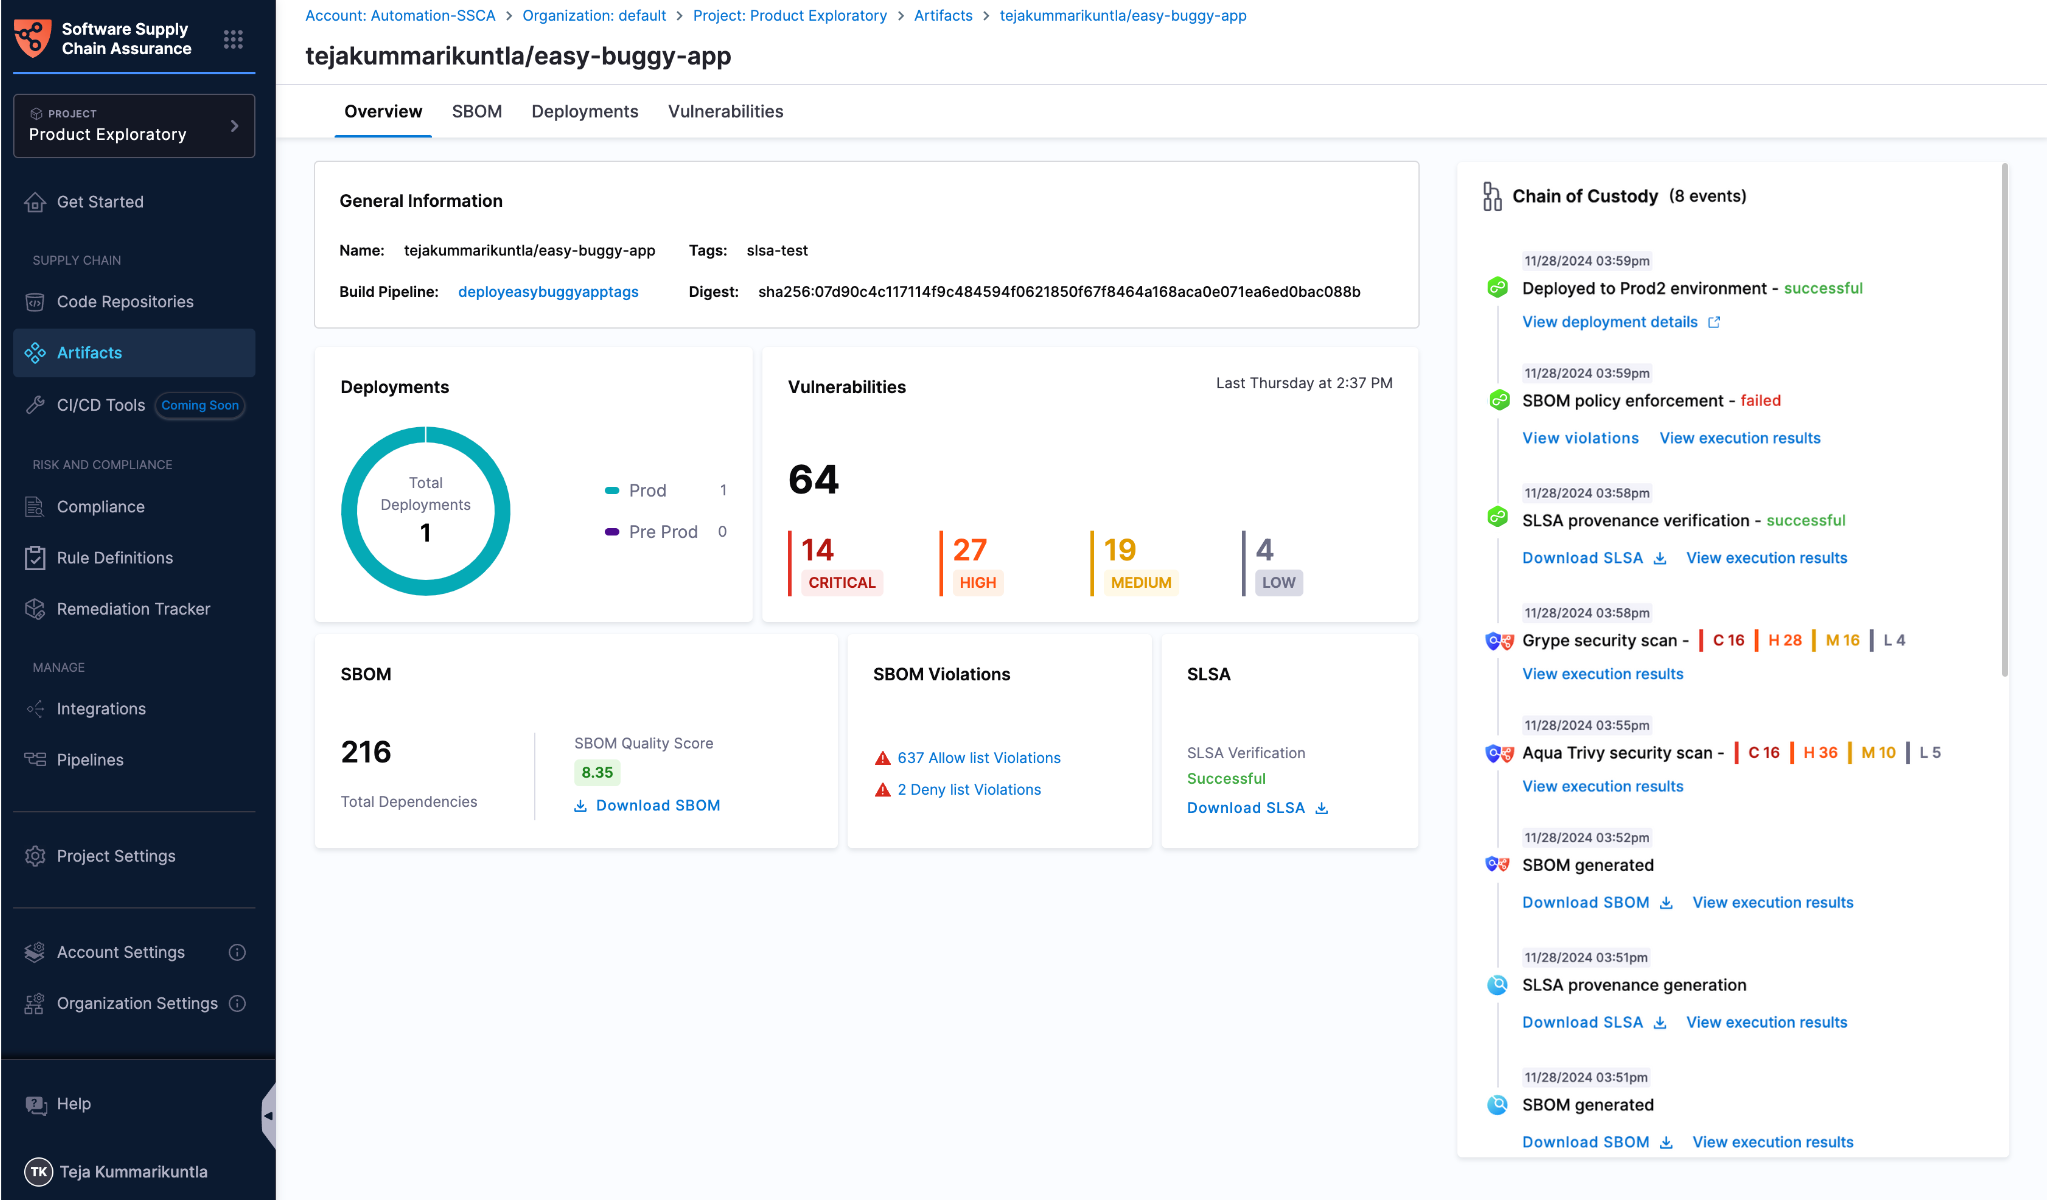 Software Supply
Chain Assurance
PROJECT
Product Exploratory
Get Started
SUPPLY CHAIN
Code Repositories
Artifacts
CI/CD Tools Coming Soon
RISK AND COMPLIANCE
Compliance
Rule Definitions
Remediation Tracker
MANAGE
Integrations
Pipelines
Project Settings
Account Settings
Organization Settings
Help
TK Teja Kummarikuntla
Account: Automation-SSCA > Organization: default > Project: Product Exploratory > Artifacts > tejakummarikuntla/easy-buggy-app
tejakummarikuntla/easy-buggy-app
Overview SBOM Deployments Vulnerabilities
General Information
Name: tejakummarikuntla/easy-buggy-app Tags: slsa-test
Build Pipeline: deployeasybuggyapptags Digest: sha256:07d90c4c117114f9c484594f0621850f67f8464a168aca0e071ea6ed0bac088b
Deployments
Total
Deployments
1
Prod 1
Pre Prod 0
Vulnerabilities Last Thursday at 2:37 PM
64
14 27 19 4
CRITICAL HIGH MEDIUM LOW
SBOM
216
Total Dependencies
SBOM Quality Score
8.35
Download SBOM
SBOM Violations
637 Allow list Violations
2 Deny list Violations
SLSA
SLSA Verification
Successful
Download SLSA
Chain of Custody (8 events)
11/28/2024 03:59pm
Deployed to Prod2 environment - successful
View deployment details
11/28/2024 03:59pm
SBOM policy enforcement - failed
View violations View execution results
11/28/2024 03:58pm
SLSA provenance verification - successful
Download SLSA View execution results
11/28/2024 03:58pm
Grype security scan - C 16 H 28 M 16 L 4
View execution results
11/28/2024 03:55pm
Aqua Trivy security scan - C 16 H 36 M 10 L 5
View execution results
11/28/2024 03:52pm
SBOM generated
Download SBOM View execution results
11/28/2024 03:51pm
SLSA provenance generation
Download SLSA View execution results
11/28/2024 03:51pm
SBOM generated
Download SBOM View execution results